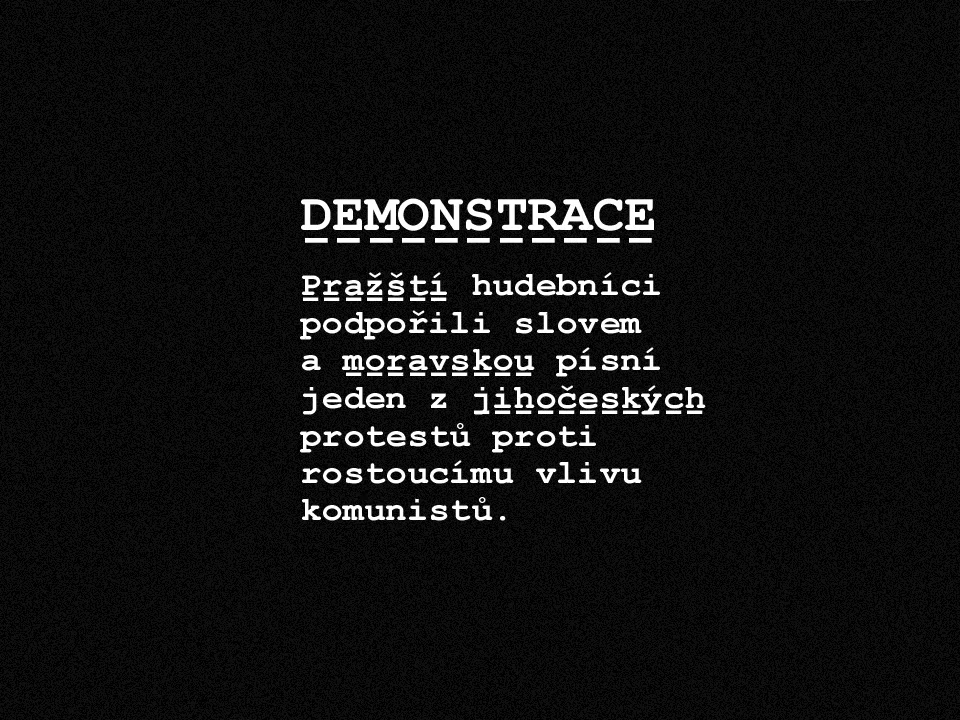 DEMONSTRACE
Pražští hudebníci
podpořili slovem
a moravskou písní
jeden z jihočeských
protestů proti
rostoucímu vlivu
komunistů.